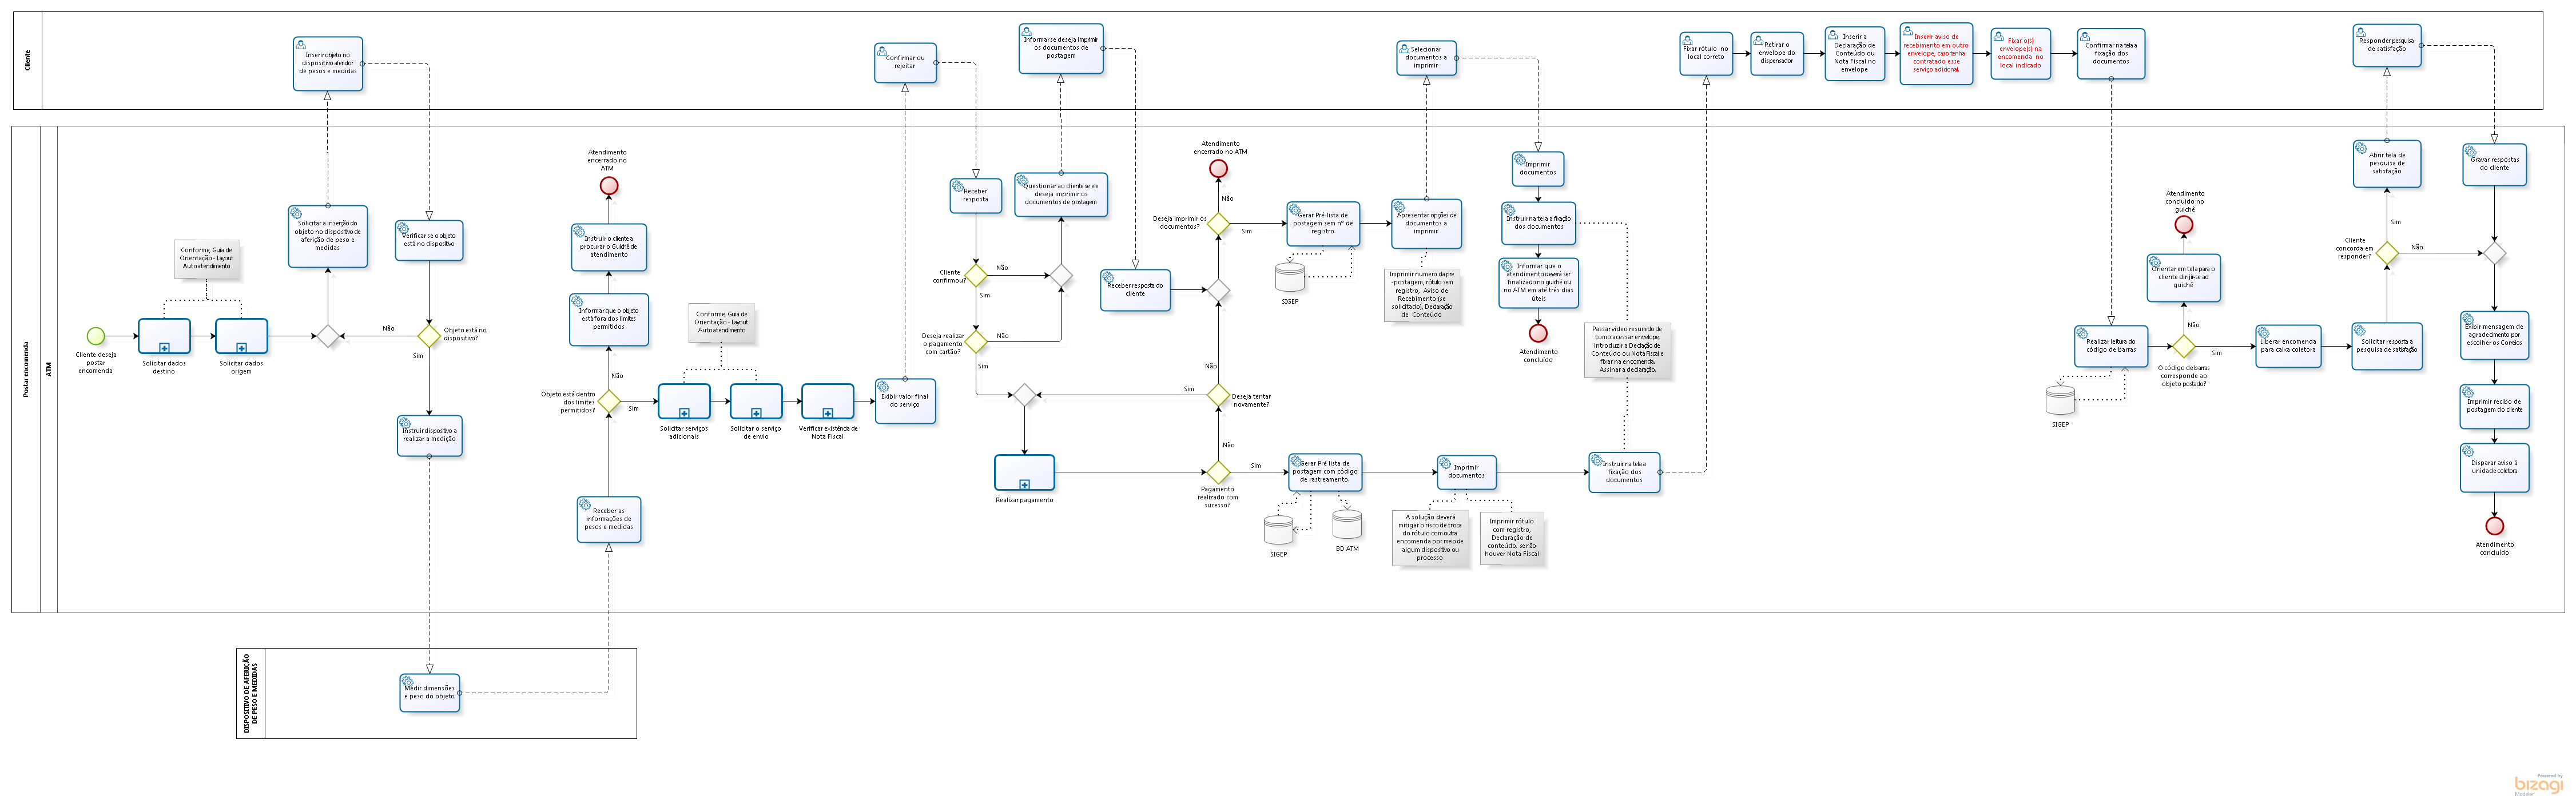 Cliente
Inserir objeto no
dispositivo aferidor
de pesos e medidas
Confirmar ou
rejeitar
Informar se deseja imprimir
os documentos de
postagem
Selecionar
documentos a
imprimir
Fixar rótulo no
local correto
Retirar o
envelope do
dispersador
Inserir a
Declaração de
Conteúdo ou
Nota Fiscal no
envelope
Inserir aviso de
recebimento em outro
envelope, caso tenha
contratado esse
serviço adicional
Fixar o(s)
envelope(s) na
encomenda no
local indicado
Confirmar na tela a
fixação dos
documentos
Responder pesquisa
de satisfação
Postar encomenda
ATM
Cliente deseja
postar
encomenda
Conforme, Guia de
Orientação - Layout
Autoatendimento
Solicitar dados
destino
Solicitar dados
origem
Solicitar a inserção do
objeto no dispositivo de
aferição de peso e
medidas
Verificar se o objeto
está no dispositivo
Não
Objeto está no
dispositivo?
Sim
Instruir dispositivo a
realizar a medição
Atendimento
encerrado no
ATM
Instruir o cliente a
procurar o Guichê de
atendimento
Informar que o objeto
está fora dos limites
permitidos
Não
Objeto está dentro
dos limites
permitidos?
Sim
Receber as
informações de
pesos e medidas
Conforme, Guia de
Orientação - Layout
Autoatendimento
Solicitar serviços
adicionais
Solicitar o serviço
de envio
Verificar existência de
Nota Fiscal
Exibir valor final
do serviço
Receber
resposta
Questionar ao cliente se ele
deseja imprimir os
documentos de postagem
Cliente
confirmou?
Não
Sim
Deseja realizar
o pagamento
com cartão?
Não
Sim
Realizar pagamento
Receber resposta do
cliente
Atendimento
encerrado no ATM
Não
Deseja imprimir os
documentos?
Sim
Não
Sim
Deseja tentar
novamente?
Não
Sim
Pagamento
realizado com
sucesso?
Gerar Pré-lista de
postagem sem nº de
registro
SIGEP
Apresentar opções de
documentos a
imprimir
Imprimir número da pré
-postagem, rótulo sem
registro, Aviso de
Recebimento (se
solicitado), Declaração
de Conteúdo
Gerar Pré lista de
postagem com código
de rastreamento.
SIGEP
BD ATM
Imprimir
documentos
A solução deverá
mitigar o risco de troca
do rótulo com outra
encomenda por meio de
algum dispositivo ou
processo
Imprimir rótulo
com registro,
Declaração de
conteúdo, se não
houver Nota Fiscal
Imprimir
documentos
Instruir na tela a fixação
dos documentos
Informar que o
atendimento deverá ser
finalizado no guichê ou
no ATM em até três dias
úteis
Atendimento
concluído
Passar vídeo resumido de
como acessar envelope,
introduzir a Declação de
Conteúdo ou Nota Fiscal e
fixar na encomenda.
Assinar a declaração.
Instruir na tela a
fixação dos
documentos
Realizar leitura do
código de barras
SIGEP
Atendimento
concluído no
guichê
Orientar em tela para o
cliente dirijir-se ao
guichê
Não
Sim
O código de barras
corresponde ao
objeto postado?
Liberar encomenda
para caixa coletora
Solicitar resposta a
pesquisa de satisfação
Abrir tela de
pesquisa de
satisfação
Sim
Cliente
concorda em
responder?
Não
Gravar respostas
do cliente
Exibir mensagem de
agradecimento por
escolher os Correios
Imprimir recibo de
postagem do cliente
Disparar aviso à
unidade coletora
Atendimento
concluído
DISPOSITIVO DE AFERIÇÃO
DE PESO E MEDIDAS
Medir dimensões
e peso do objeto
Powered by
bizagi
Modeler